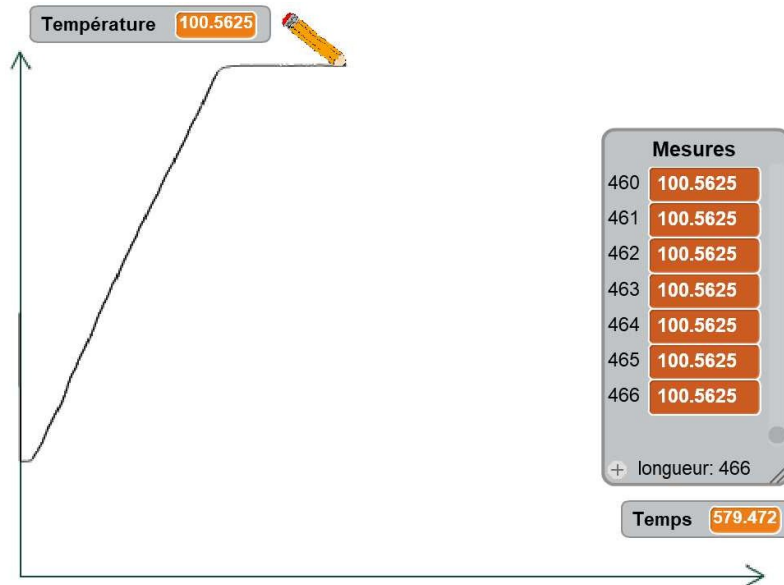 Température 100.5625
Mesures
460 100.5625
461 100.5625
462 100.5625
463 100.5625
464 100.5625
465 100.5625
466 100.5625
+ longueur: 466
Temps 579.472